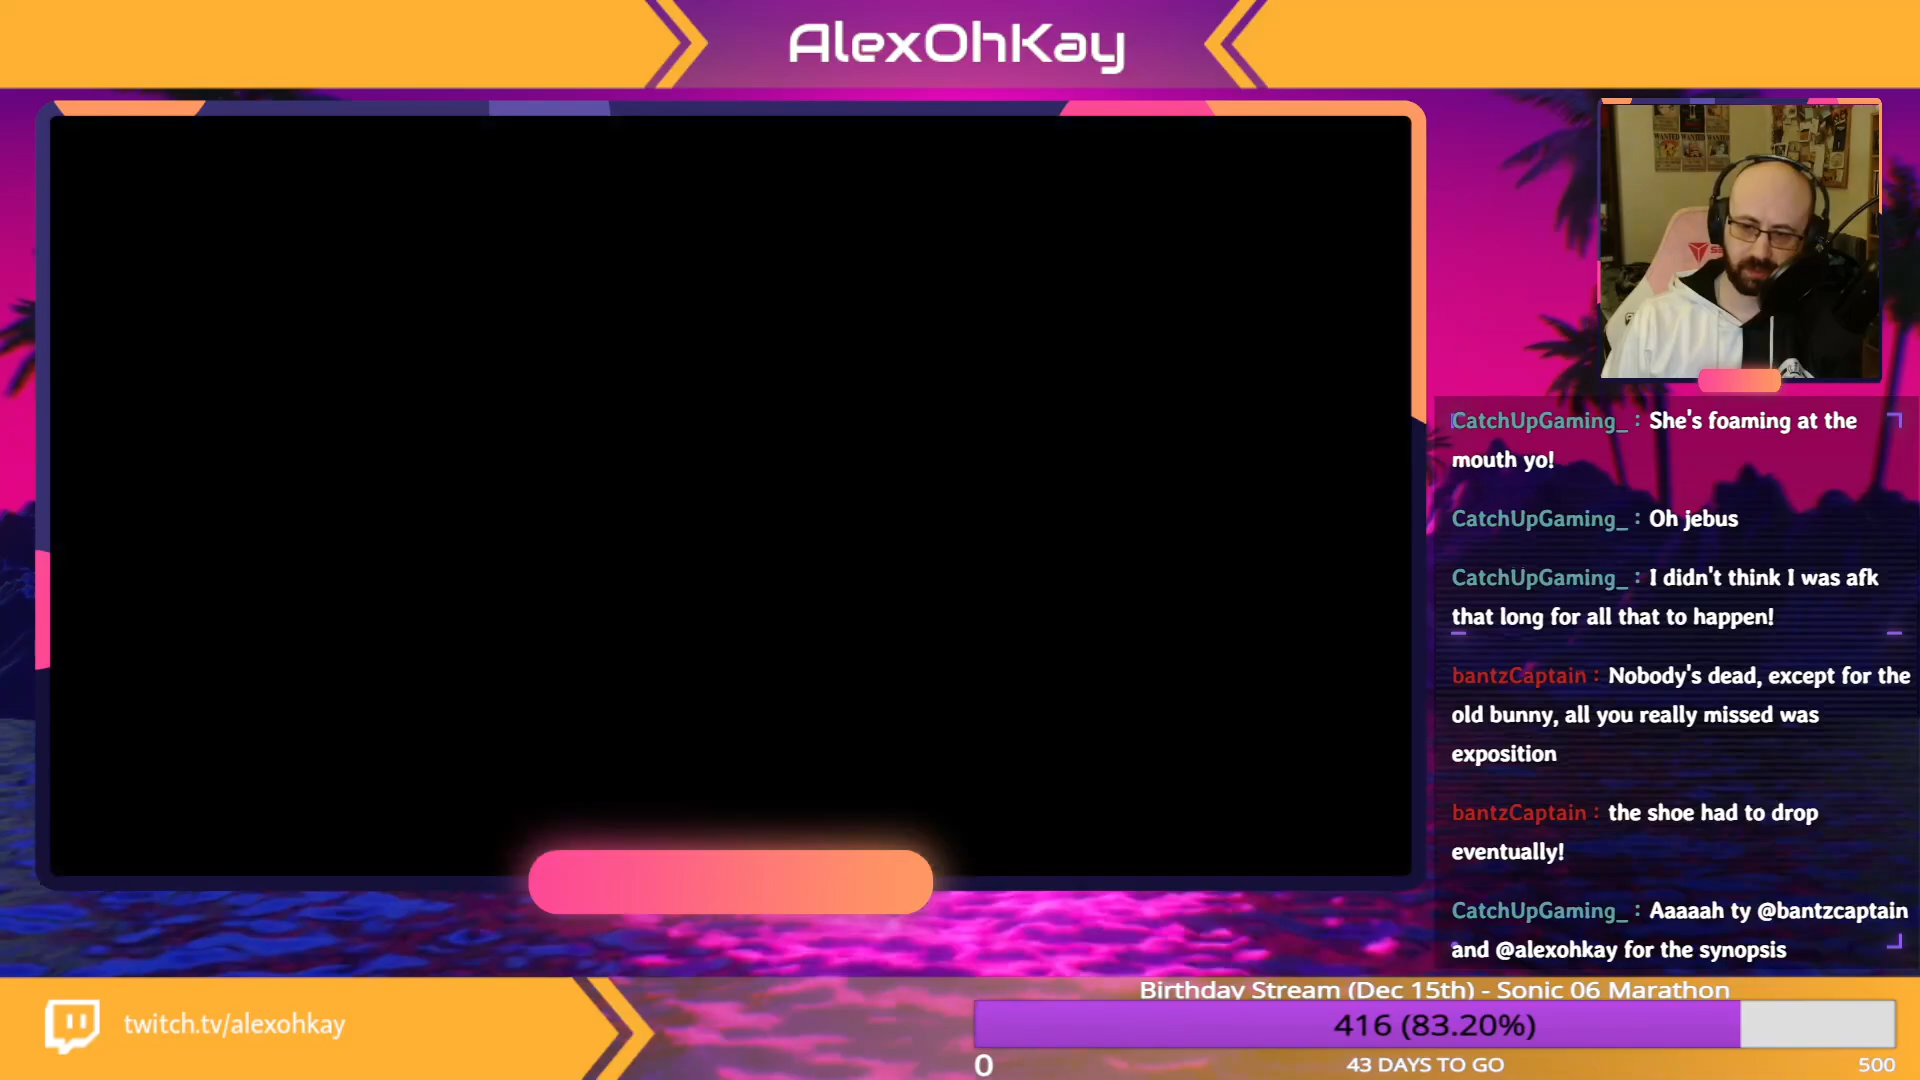 AlexOhKay
WANTED WANTED WANTED
CatchUpGaming_ : She's foaming at the
mouth yo!
CatchUpGaming_ : Oh jebus
CatchUpGaming_ : I didn't think I was afk
that long for all that to happen!
bantzCaptain : Nobody's dead, except for the
old bunny, all you really missed was
exposition
bantzCaptain : the shoe had to drop
eventually!
CatchUpGaming_ : Aaaaah ty @bantzcaptain
and @alexohkay for the synopsis
twitch.tv/alexohkay
Birthday Stream (Dec 15th) - Sonic 06 Marathon
416 (83.20%)
0 43 DAYS TO GO 500